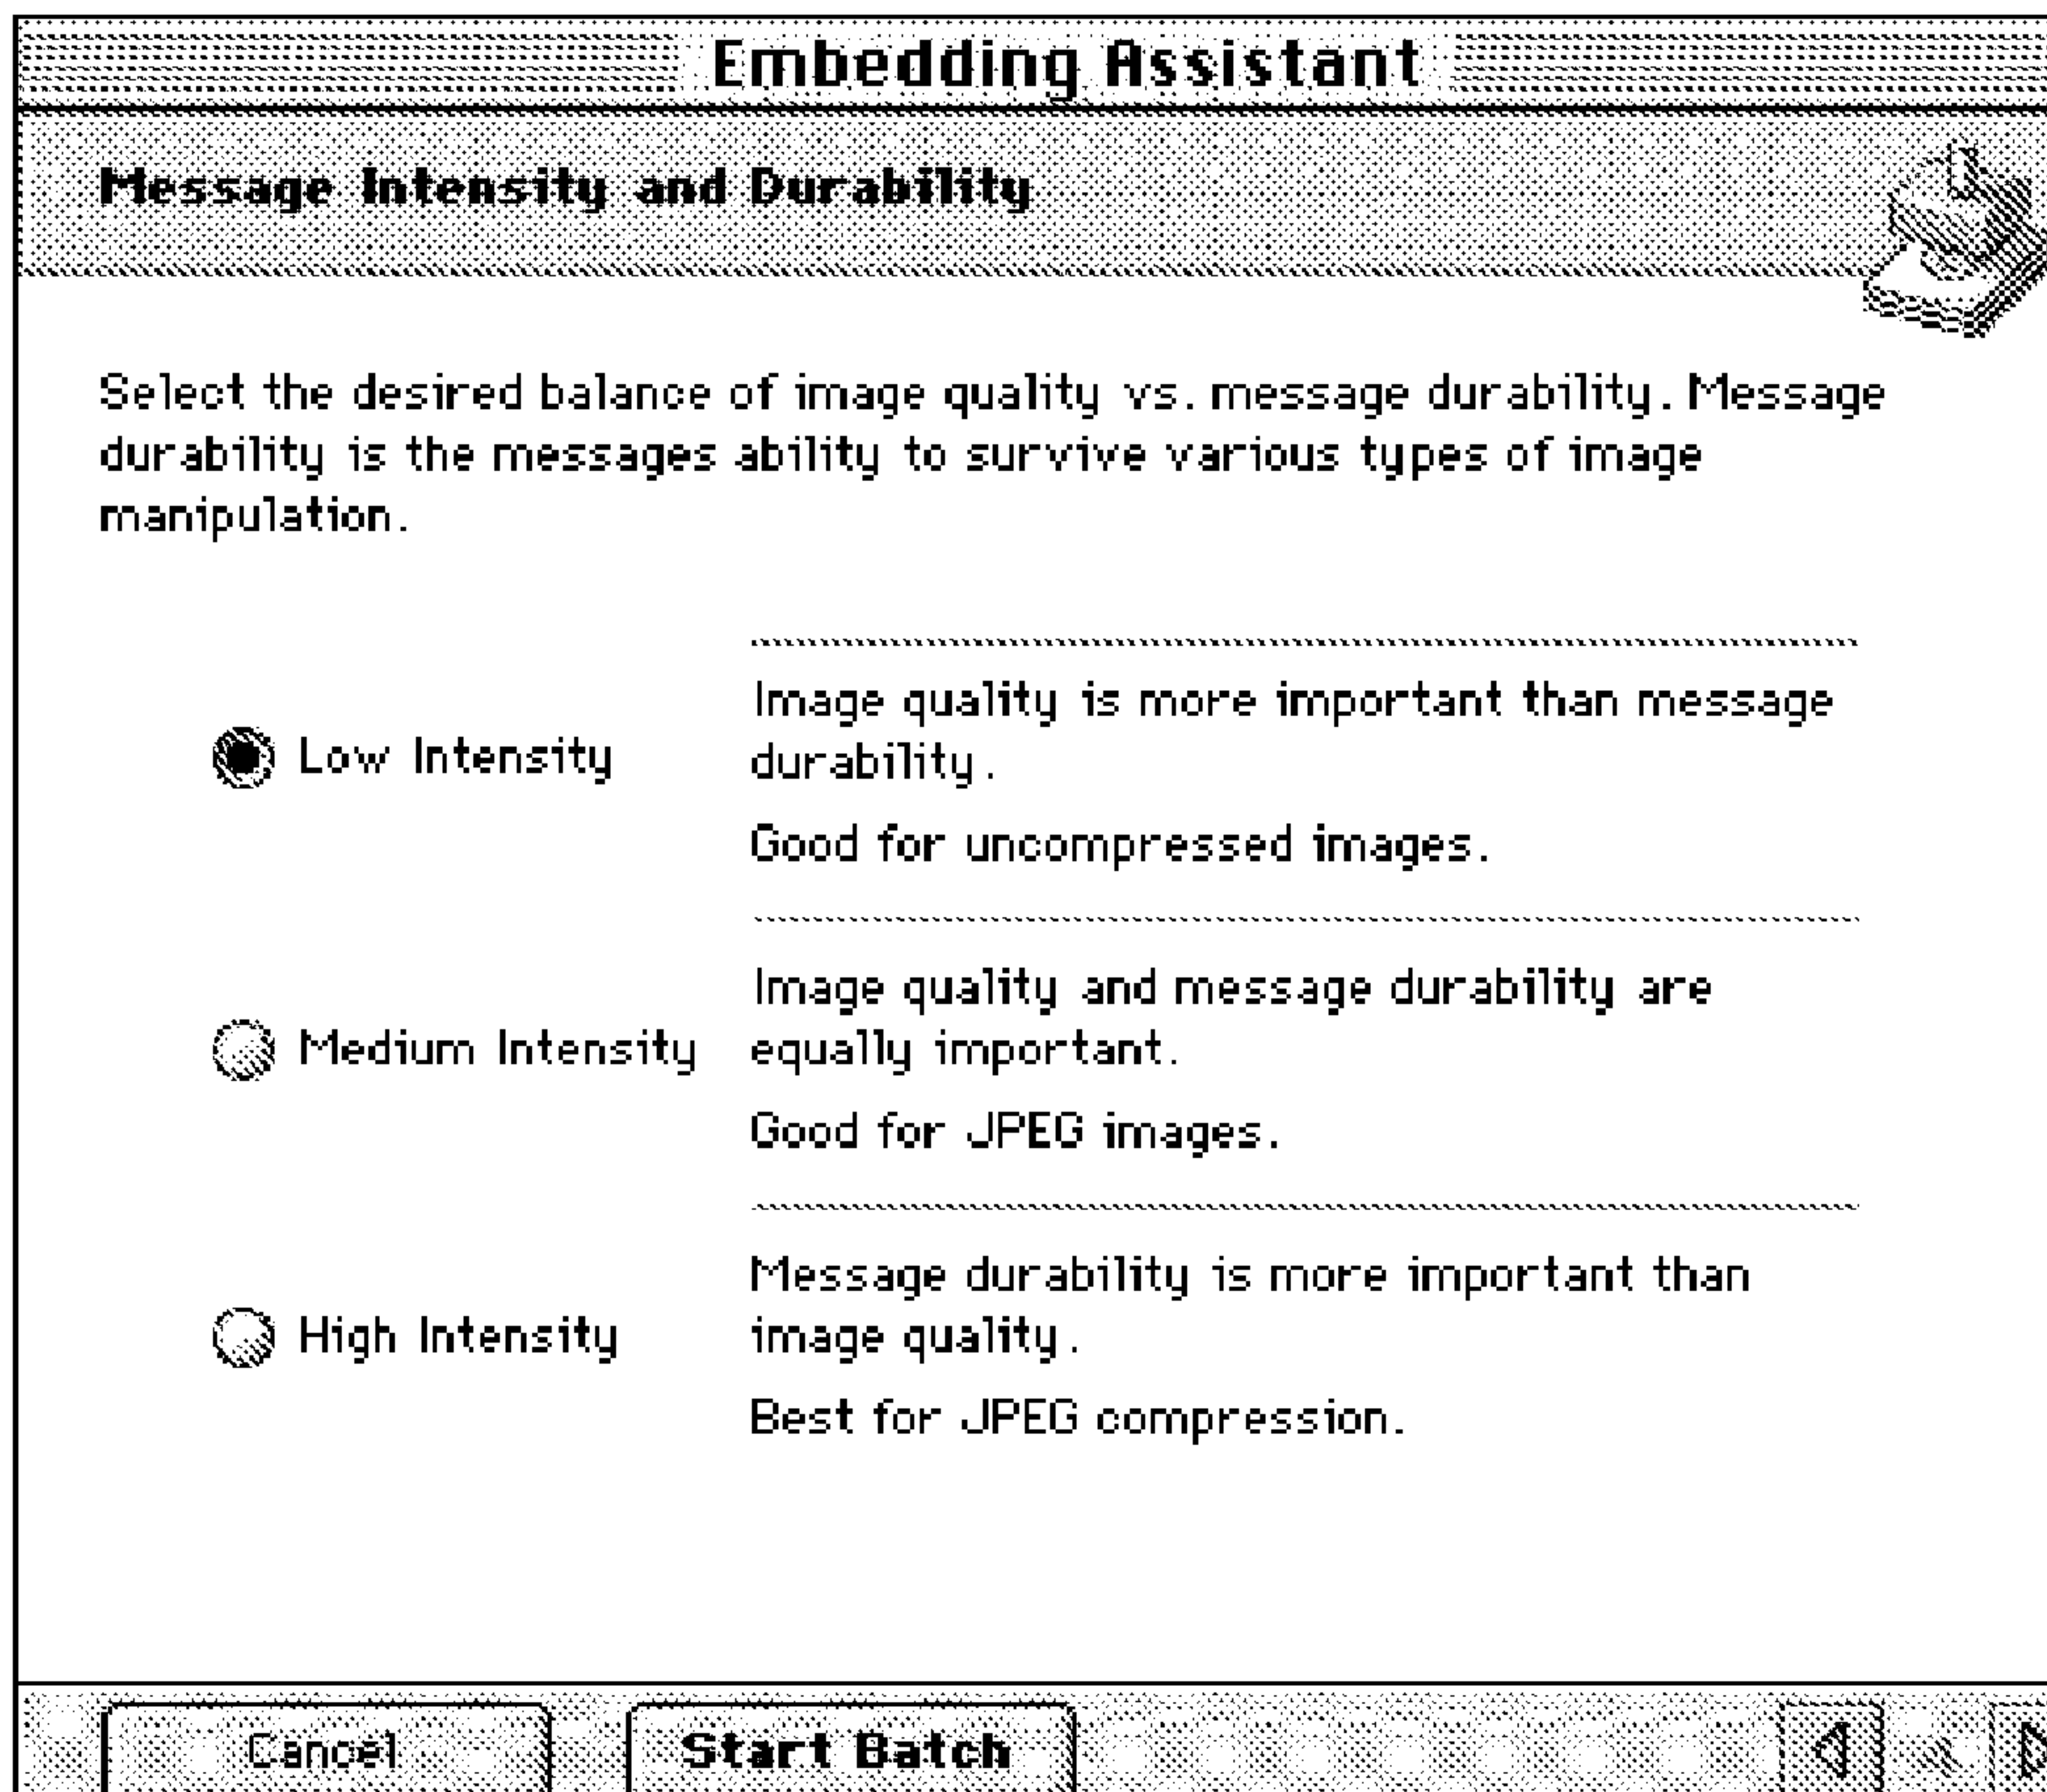 Embedding Assistant
Message Intensity and Durability
Select the desired balance of image quality vs. message durability. Message
durability is the messages ability to survive various types of image
manipulation.
Low Intensity
Image quality is more important than message
durability.
Good for uncompressed images.
Medium Intensity
Image quality and message durability are
equally important.
Good for JPEG images.
High Intensity
Message durability is more important than
image quality.
Best for JPEG compression.
Cancel
Start Batch